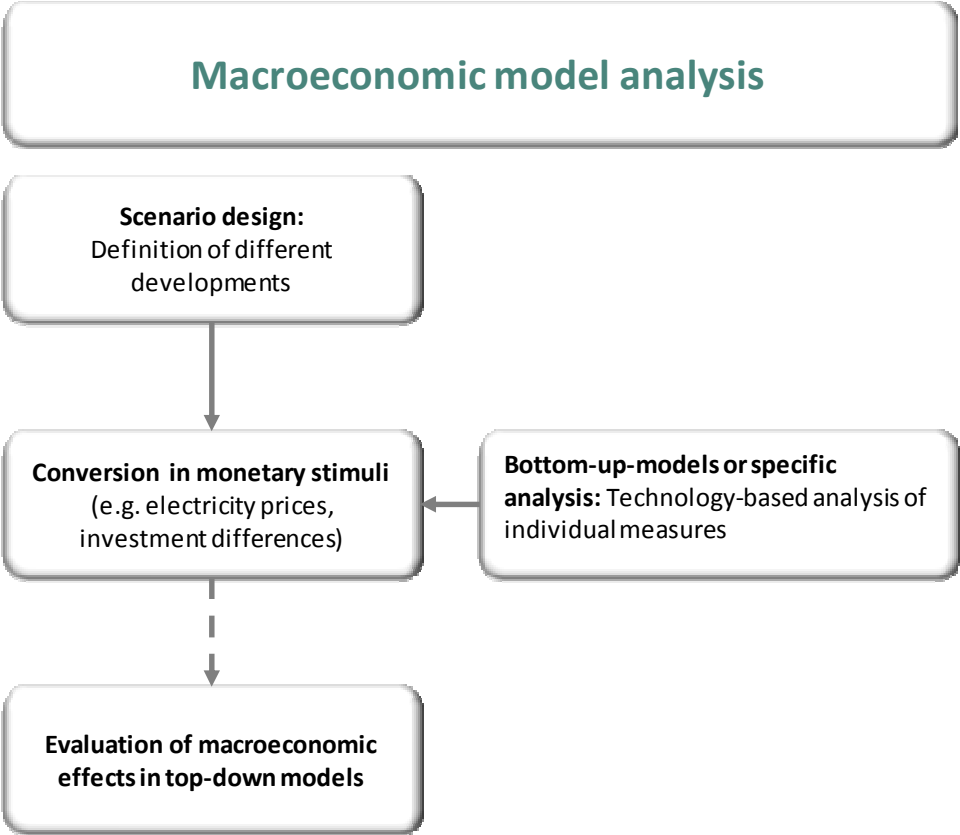 Macroeconomic model analysis
Scenario design:
Definition of different
developments
Conversion in monetary stimuli
(e.g. electricity prices,
investment differences)
Bottom-up-models or specific
analysis: Technology-based analysis of
individual measures
Evaluation of macroeconomic
effects in top-down models